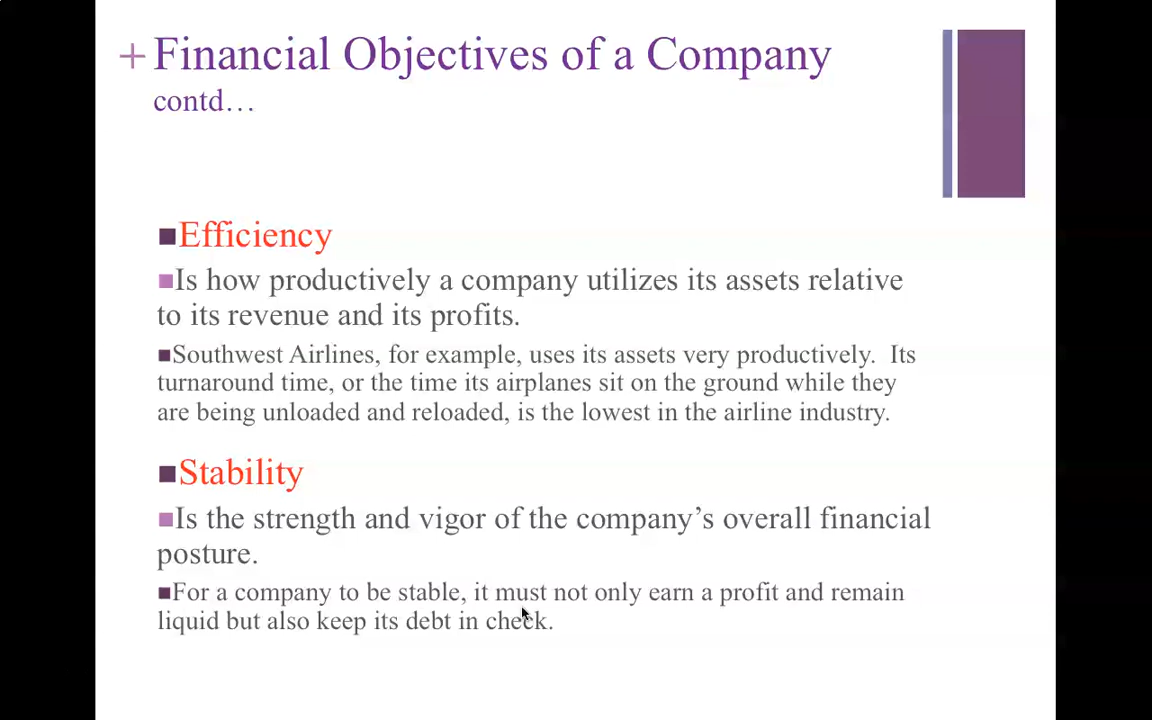 + Financial Objectives of a Company
contd…
Efficiency
Is how productively a company utilizes its assets relative
to its revenue and its profits.
Southwest Airlines, for example, uses its assets very productively.  Its
turnaround time, or the time its airplanes sit on the ground while they
are being unloaded and reloaded, is the lowest in the airline industry.
Stability
Is the strength and vigor of the company’s overall financial
posture.
For a company to be stable, it must not only earn a profit and remain
liquid but also keep its debt in check.